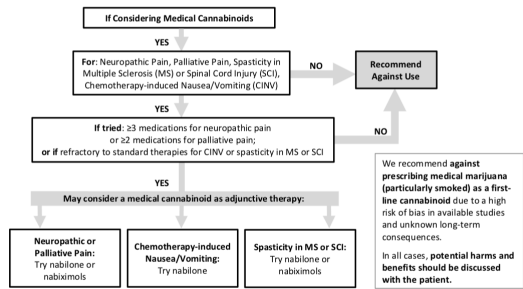 If Considering Medical Cannabinoids
YES
For: Neuropathic Pain, Palliative Pain, Spasticity in
Multiple Sclerosis (MS) or Spinal Cord Injury (SCI),
Chemotherapy-induced Nausea/Vomiting (CINV)
NO
Recommend
Against Use
YES
If tried: ≥3 medications for neuropathic pain
or ≥2 medications for palliative pain;
or if refractory to standard therapies for CINV or spasticity in MS or SCI
NO
YES
May consider a medical cannabinoid as adjunctive therapy:
Neuropathic or
Palliative Pain:
Try nabilone or
nabiximols
Chemotherapy-induced
Nausea/Vomiting:
Try nabilone
Spasticity in MS or SCI:
Try nabilone or
nabiximols
We recommend against
prescribing medical marijuana
(particularly smoked) as a first-
line cannabinoid due to a high
risk of bias in available studies
and unknown long-term
consequences.
In all cases, potential harms and
benefits should be discussed
with the patient.